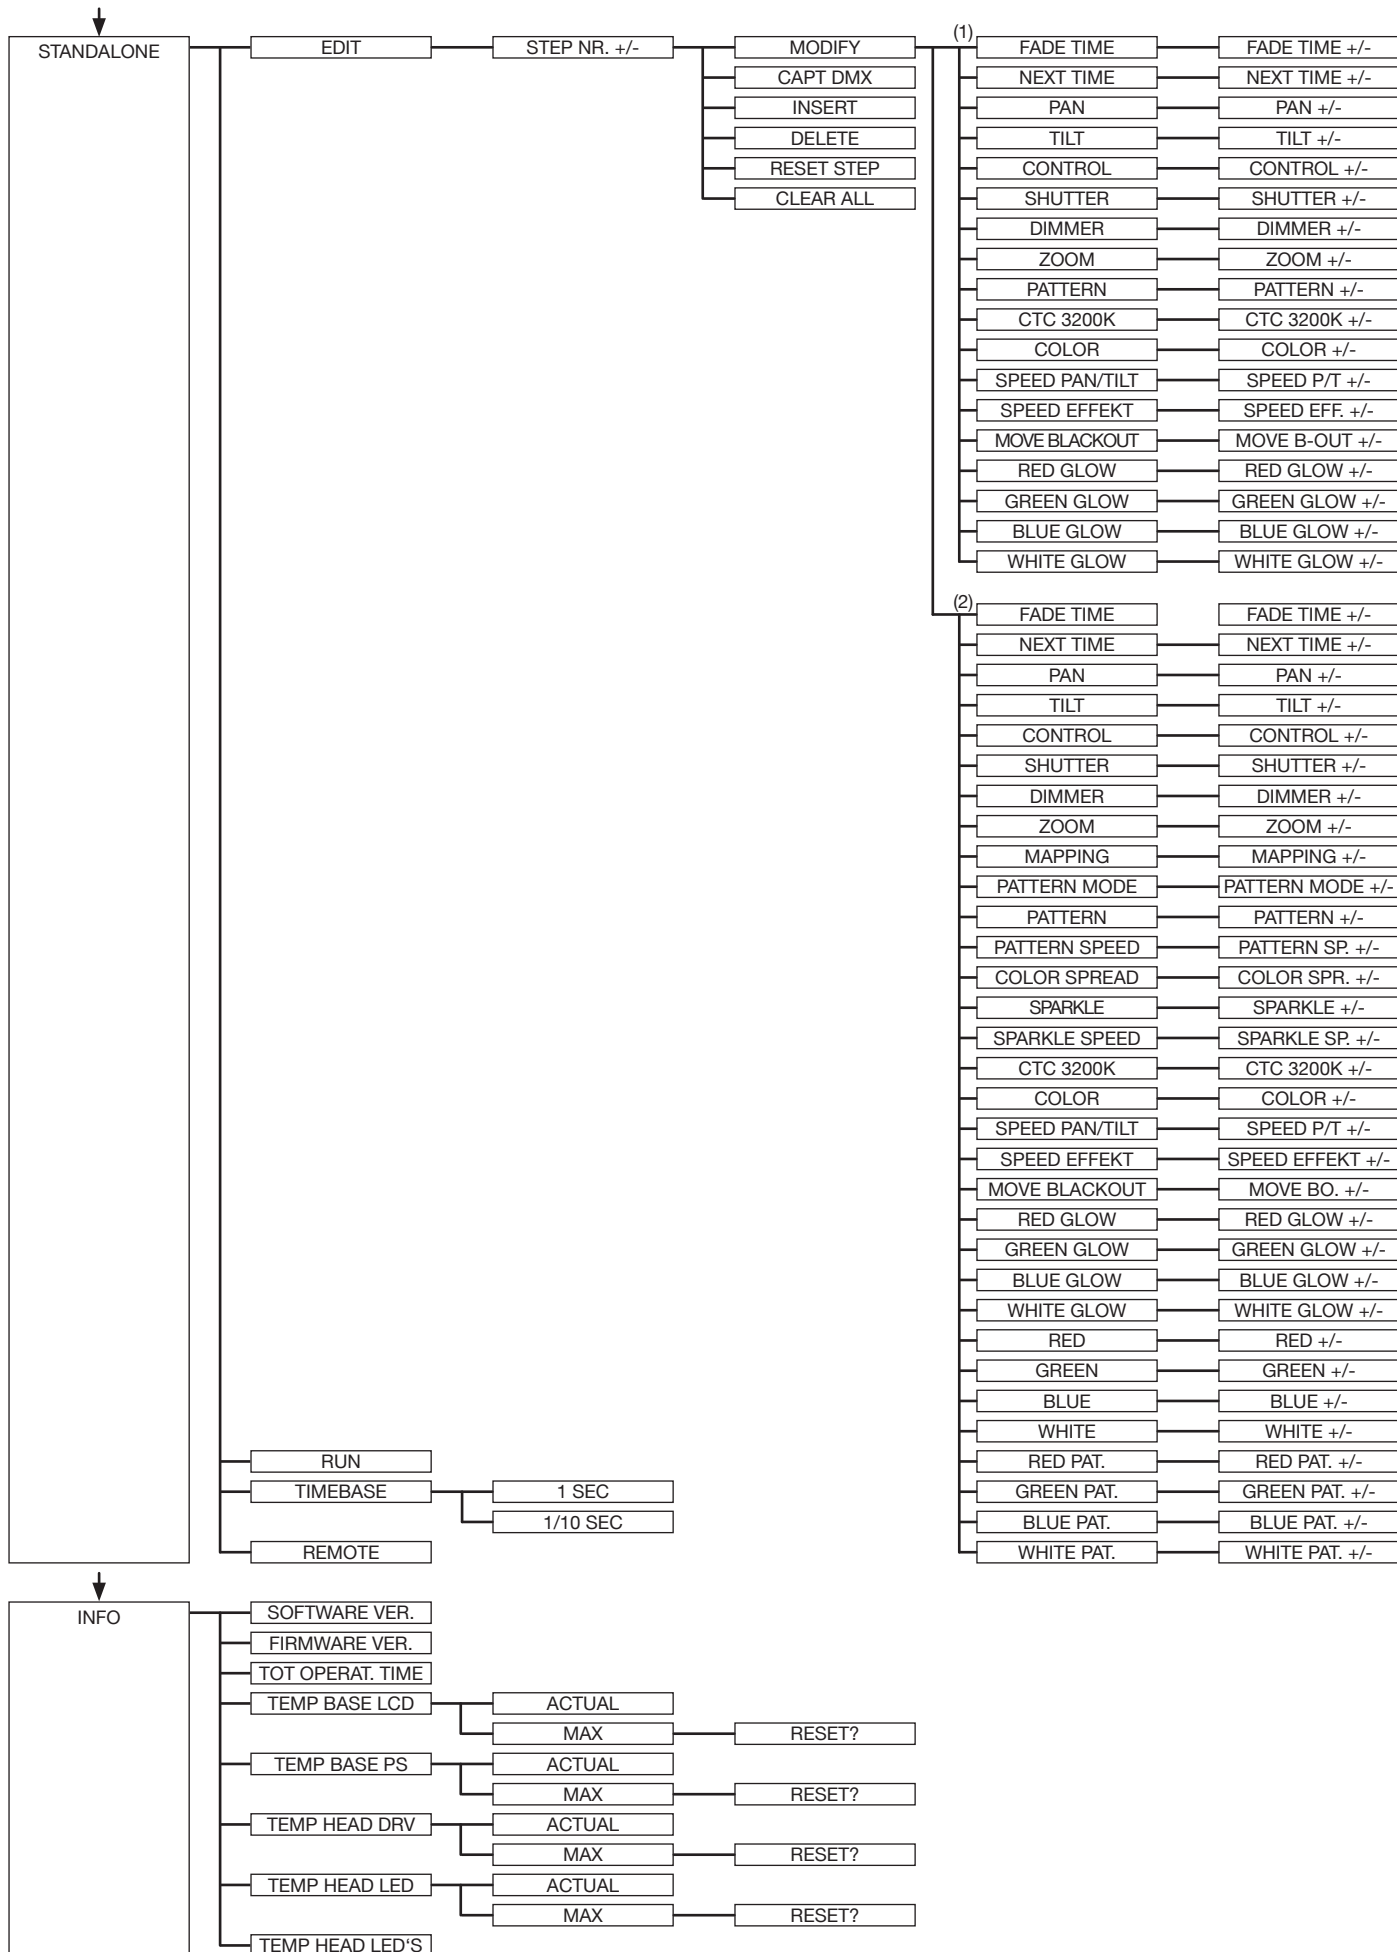 STANDALONE EDIT STEP NR. +/- MODIFY (1) FADE TIME FADE TIME +/-
CAPT DMX NEXT TIME NEXT TIME +/-
INSERT PAN PAN +/-
DELETE TILT TILT +/-
RESET STEP CONTROL CONTROL +/-
CLEAR ALL SHUTTER SHUTTER +/-
DIMMER DIMMER +/-
ZOOM ZOOM +/-
PATTERN PATTERN +/-
CTC 3200K CTC 3200K +/-
COLOR COLOR +/-
SPEED PAN/TILT SPEED P/T +/-
SPEED EFFEKT SPEED EFF. +/-
MOVE BLACKOUT MOVE B-OUT +/-
RED GLOW RED GLOW +/-
GREEN GLOW GREEN GLOW +/-
BLUE GLOW BLUE GLOW +/-
WHITE GLOW WHITE GLOW +/-
(2) FADE TIME FADE TIME +/-
NEXT TIME NEXT TIME +/-
PAN PAN +/-
TILT TILT +/-
CONTROL CONTROL +/-
SHUTTER SHUTTER +/-
DIMMER DIMMER +/-
ZOOM ZOOM +/-
MAPPING MAPPING +/-
PATTERN MODE PATTERN MODE +/-
PATTERN PATTERN +/-
PATTERN SPEED PATTERN SP. +/-
COLOR SPREAD COLOR SPR. +/-
SPARKLE SPARKLE +/-
SPARKLE SPEED SPARKLE SP. +/-
CTC 3200K CTC 3200K +/-
COLOR COLOR +/-
SPEED PAN/TILT SPEED P/T +/-
SPEED EFFEKT SPEED EFFEKT +/-
MOVE BLACKOUT MOVE BO. +/-
RED GLOW RED GLOW +/-
GREEN GLOW GREEN GLOW +/-
BLUE GLOW BLUE GLOW +/-
WHITE GLOW WHITE GLOW +/-
RED RED +/-
GREEN GREEN +/-
BLUE BLUE +/-
WHITE WHITE +/-
RUN RED PAT. RED PAT. +/-
TIMEBASE 1 SEC GREEN PAT. GREEN PAT. +/-
1/10 SEC BLUE PAT. BLUE PAT. +/-
REMOTE WHITE PAT. WHITE PAT. +/-
INFO SOFTWARE VER.
FIRMWARE VER.
TOT OPERAT. TIME
TEMP BASE LCD ACTUAL
MAX RESET?
TEMP BASE PS ACTUAL
MAX RESET?
TEMP HEAD DRV ACTUAL
MAX RESET?
TEMP HEAD LED ACTUAL
MAX RESET?
TEMP HEAD LED‘S